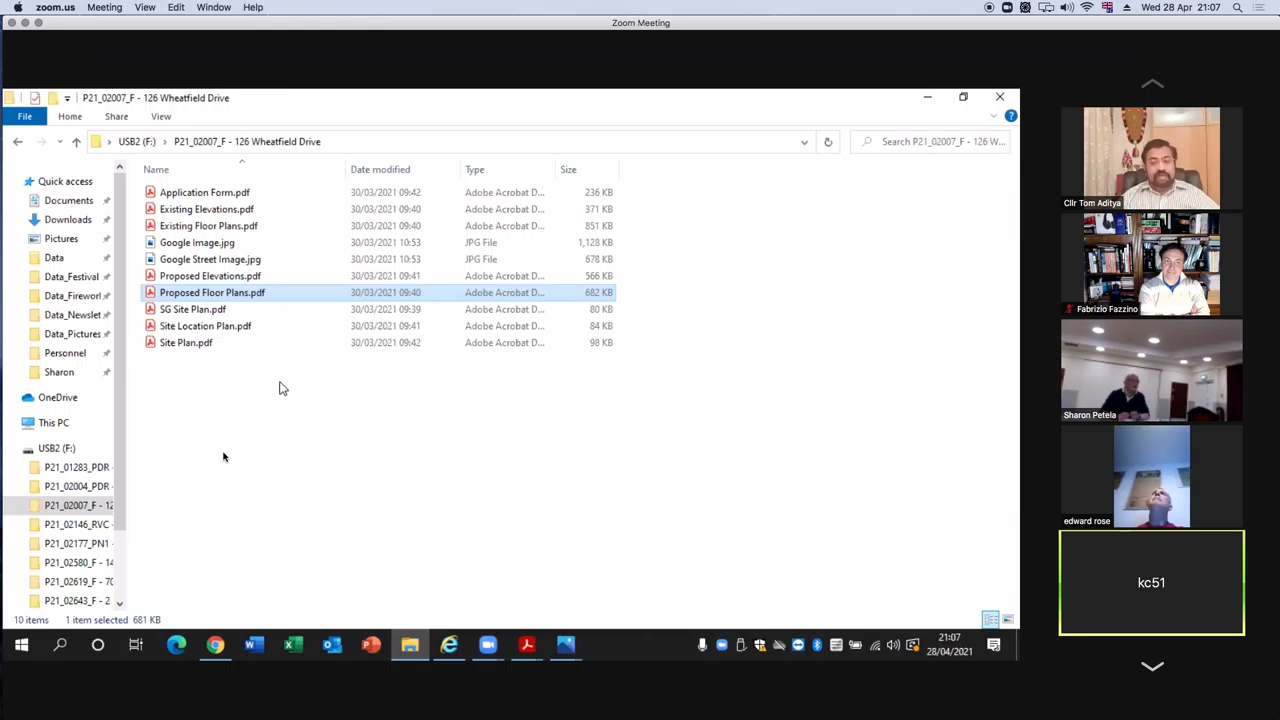 zoom.us Meeting View Edit Window Help Wed 28 Apr 21:07
Zoom Meeting
P21_02007_F - 126 Wheatfield Drive
File Home Share View
USB2 (F:) P21_02007_F - 126 Wheatfield Drive Search P21_02007_F - 126 W...
Name Date modified Type Size
Quick access
Documents
Downloads
Pictures
Data
Data_Festival
Data_Firewor
Data_Newslet
Data_Pictures
Personnel
Sharon
OneDrive
This PC
USB2 (F:)
P21_01283_PDR -
P21_02004_PDR -
P21_02007_F - 12
P21_02146_RVC -
P21_02177_PN1 -
P21_02580_F - 14
P21_02619_F - 70
P21_02643_F - 2
Application Form.pdf 30/03/2021 09:42 Adobe Acrobat D... 236 KB
Existing Elevations.pdf 30/03/2021 09:40 Adobe Acrobat D... 371 KB
Existing Floor Plans.pdf 30/03/2021 09:40 Adobe Acrobat D... 851 KB
Google Image.jpg 30/03/2021 10:53 JPG File 1,128 KB
Google Street Image.jpg 30/03/2021 10:53 JPG File 678 KB
Proposed Elevations.pdf 30/03/2021 09:41 Adobe Acrobat D... 566 KB
Proposed Floor Plans.pdf 30/03/2021 09:40 Adobe Acrobat D... 682 KB
SG Site Plan.pdf 30/03/2021 09:39 Adobe Acrobat D... 80 KB
Site Location Plan.pdf 30/03/2021 09:41 Adobe Acrobat D... 84 KB
Site Plan.pdf 30/03/2021 09:42 Adobe Acrobat D... 98 KB
10 items 1 item selected 681 KB
21:07
28/04/2021
Cllr Tom Aditya
Fabrizio Fazzino
Sharon Petela
edward rose
kc51